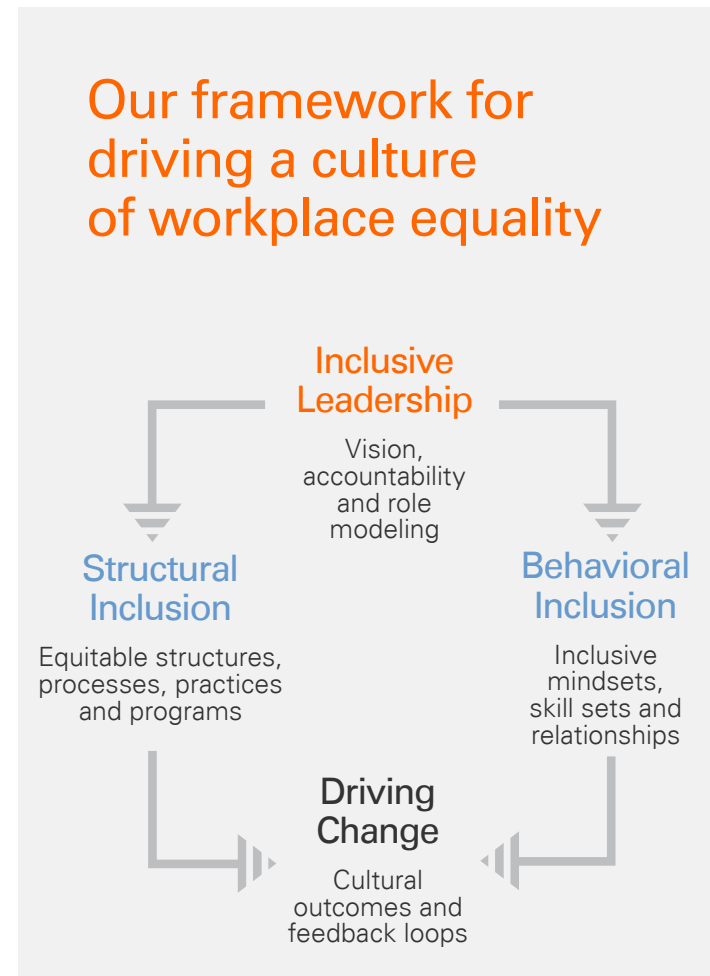 Our framework for
driving a culture
of workplace equality
Inclusive
Leadership
Vision,
accountability
and role
modeling
Structural
Inclusion
Equitable structures,
processes, practices
and programs
Behavioral
Inclusion
Inclusive
mindsets,
skill sets and
relationships
Driving
Change
Cultural
outcomes and
feedback loops